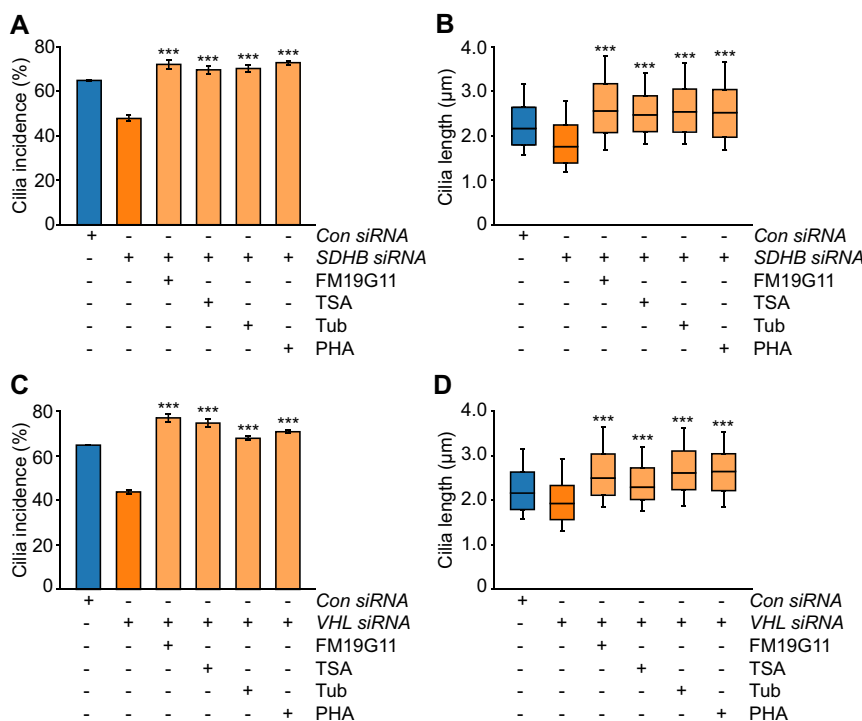 A
Cilia incidence (%)
80
60
40
20
0
*** *** *** ***
+ - - - - - Con siRNA
- + + + + + SDHB siRNA
- - + - - - FM19G11
- - - + - - TSA
- - - - + - Tub
- - - - - + PHA
B
Cilia length (µm)
4.0
3.0
2.0
1.0
0
*** *** *** ***
+ - - - - - Con siRNA
- + + + + + SDHB siRNA
- - + - - - FM19G11
- - - + - - TSA
- - - - + - Tub
- - - - - + PHA
C
Cilia incidence (%)
80
60
40
20
0
*** *** *** ***
+ - - - - - Con siRNA
- + + + + + VHL siRNA
- - + - - - FM19G11
- - - + - - TSA
- - - - + - Tub
- - - - - + PHA
D
Cilia length (µm)
4.0
3.0
2.0
1.0
0
*** *** *** ***
+ - - - - - Con siRNA
- + + + + + VHL siRNA
- - + - - - FM19G11
- - - + - - TSA
- - - - + - Tub
- - - - - + PHA